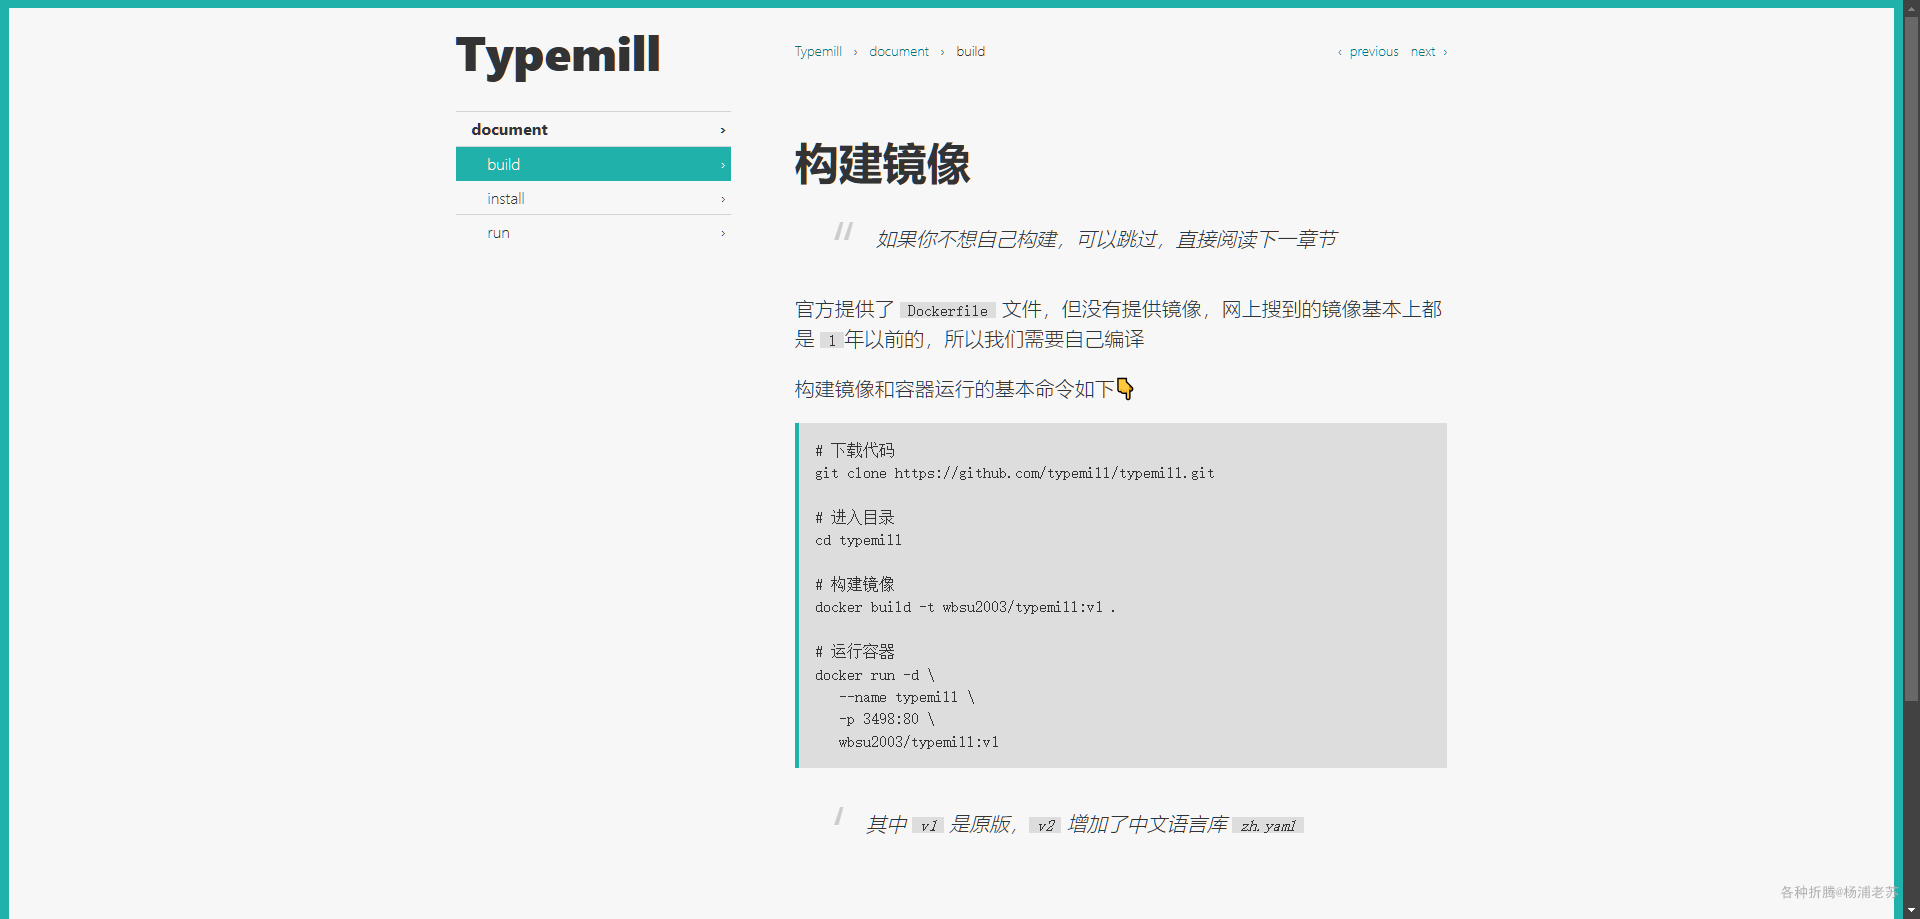 Typemill
Typemill › document › build
‹ previous next ›
document ›
build ›
install ›
run ›
构建镜像
如果你不想自己构建，可以跳过，直接阅读下一章节
官方提供了 Dockerfile 文件，但没有提供镜像，网上搜到的镜像基本上都
是 1 年以前的，所以我们需要自己编译
构建镜像和容器运行的基本命令如下👇
# 下载代码
git clone https://github.com/typemill/typemill.git
# 进入目录
cd typemill
# 构建镜像
docker build -t wbsu2003/typemill:v1 .
# 运行容器
docker run -d \
--name typemill \
-p 3498:80 \
wbsu2003/typemill:v1
其中 v1 是原版，v2 增加了中文语言库 zh.yaml
各种折腾@杨浦老苏